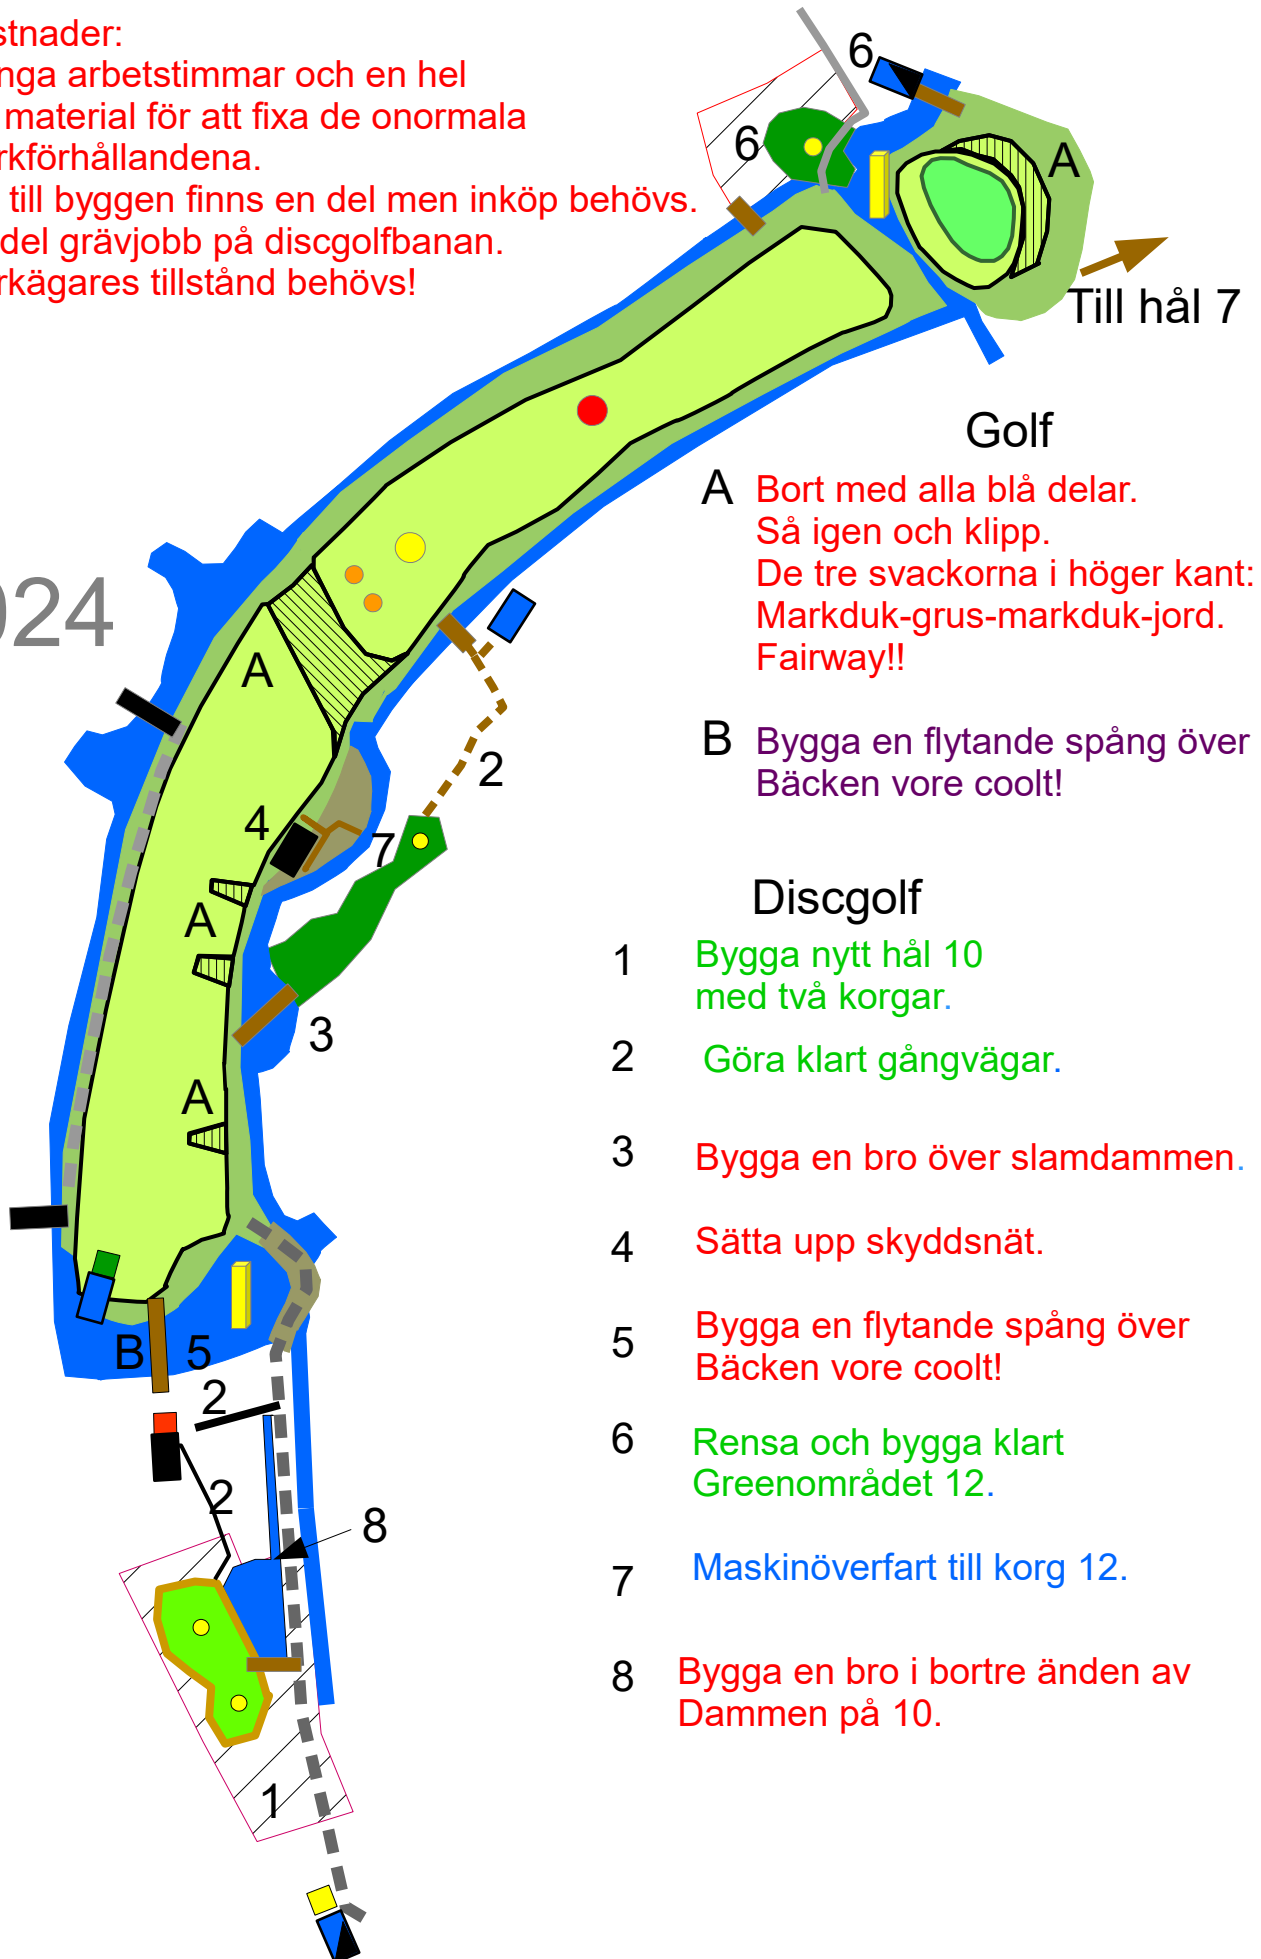 stnader:
nga arbetstimmar och en hel
material för att fixa de onormala
rkförhållandena.
till byggen finns en del men inköp behövs.
del grävjobb på discgolfbanan.
rkägares tillstånd behövs!
6
6
A
Till hål 7
024
Golf
A Bort med alla blå delar.
Så igen och klipp.
De tre svackorna i höger kant:
Markduk-grus-markduk-jord.
Fairway!!
B Bygga en flytande spång över
Bäcken vore coolt!
A
2
4
7
A
3
A
B 5
2
2
8
1
Discgolf
1 Bygga nytt hål 10
med två korgar.
2 Göra klart gångvägar.
3 Bygga en bro över slamdammen.
4 Sätta upp skyddsnät.
5 Bygga en flytande spång över
Bäcken vore coolt!
6 Rensa och bygga klart
Greenområdet 12.
7 Maskinöverfart till korg 12.
8 Bygga en bro i bortre änden av
Dammen på 10.